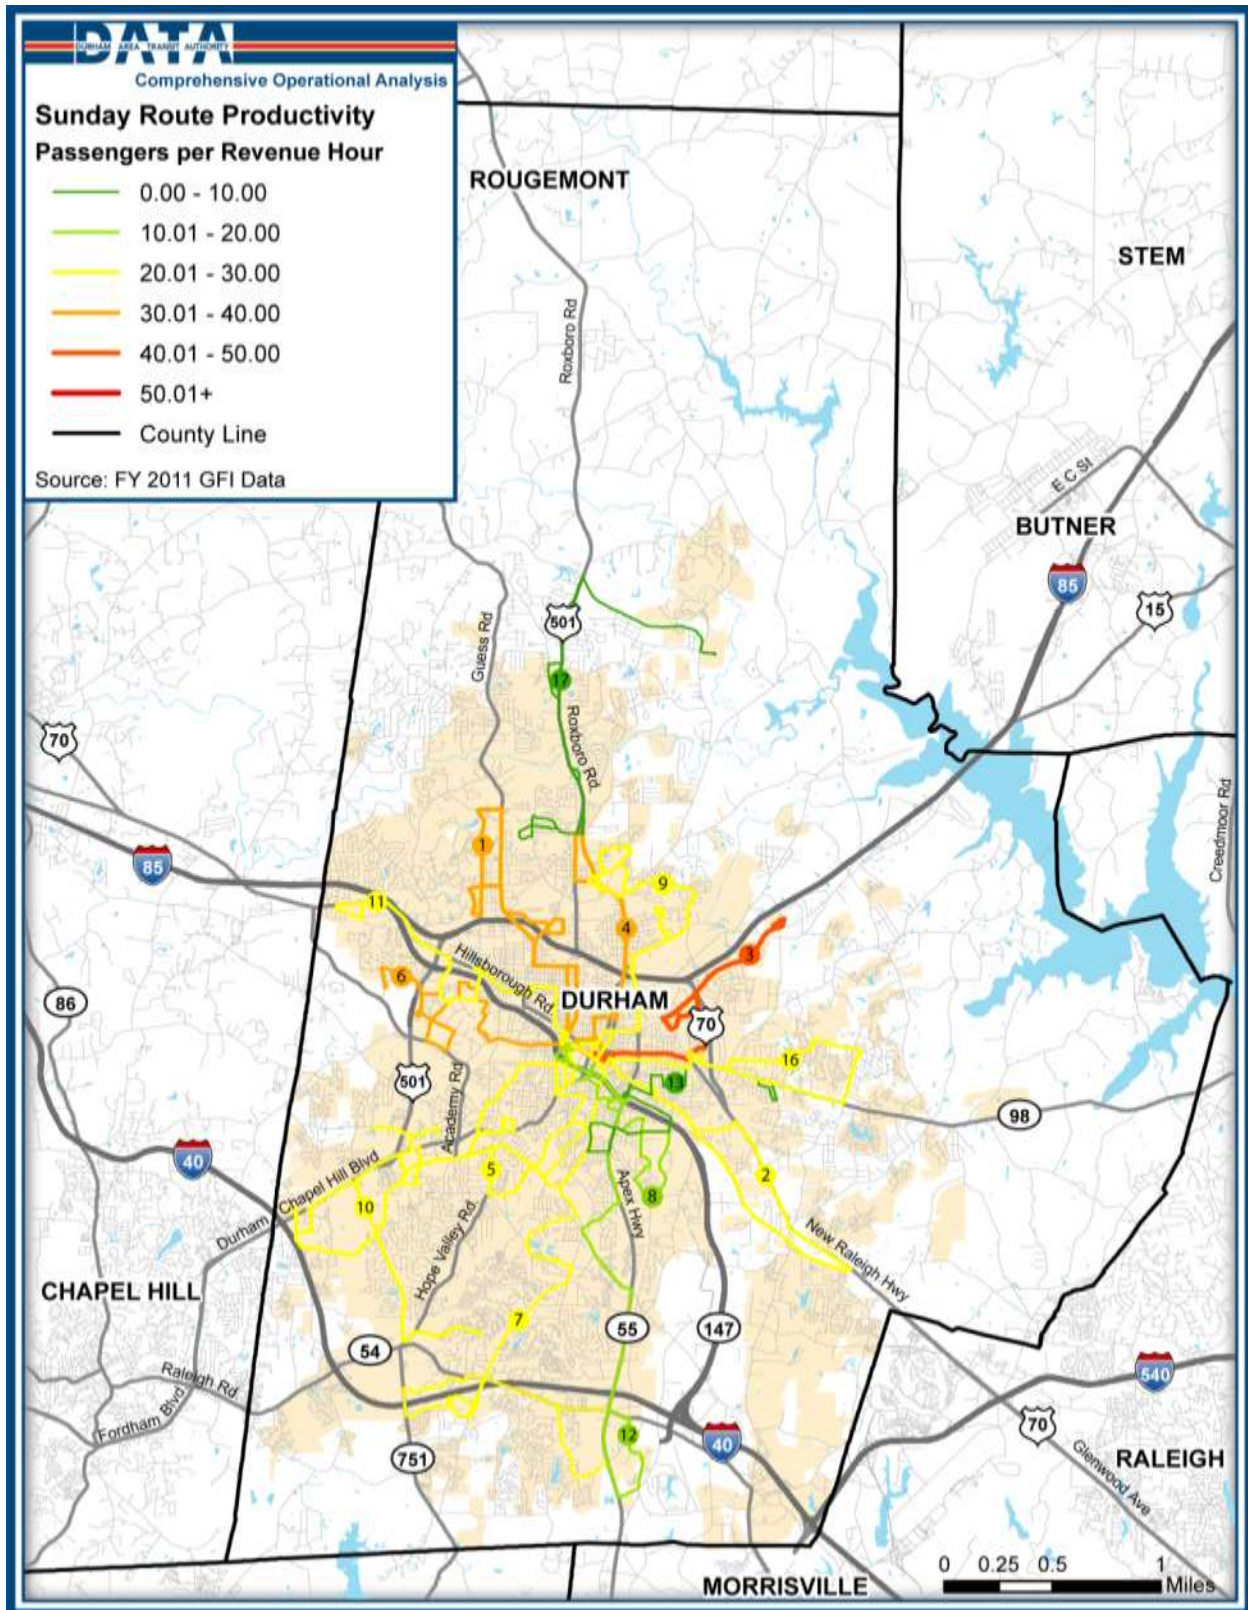 DATA
DURHAM AREA TRANSIT AUTHORITY
Comprehensive Operational Analysis
Sunday Route Productivity
Passengers per Revenue Hour
0.00 - 10.00
10.01 - 20.00
20.01 - 30.00
30.01 - 40.00
40.01 - 50.00
50.01+
County Line
Source: FY 2011 GFI Data
ROUGEMONT
STEM
Roxboro Rd
E C St
BUTNER
85
15
501
Guess Rd
17
70
Roxboro Rd
Creedmoor Rd
1
85
9
11
4
3
Hillsborough Rd
6
DURHAM
86
70
16
501
13
Academy Rd
98
40
5
2
Chapel Hill Blvd
Durham
10
8
Apex Hwy
Hope Valley Rd
New Raleigh Hwy
CHAPEL HILL
7
55
147
54
Raleigh Rd
540
Fordham Blvd
70
12
40
751
Glenwood Ave
RALEIGH
0 0.25 0.5 1
Miles
MORRISVILLE